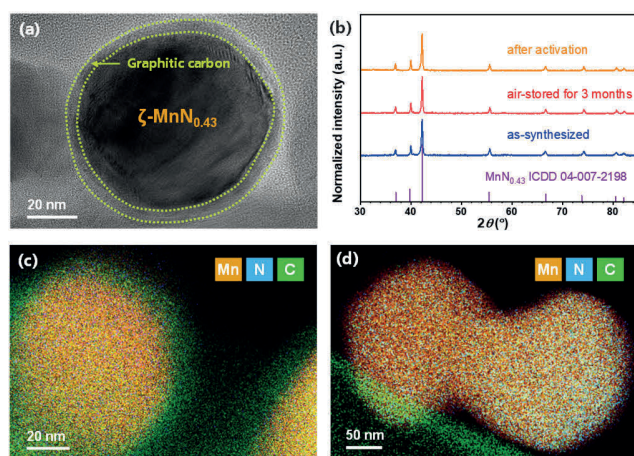 (a)
Graphitic carbon
ζ-MnN0.43
20 nm
(b)
Normalized intensity (a.u.)
after activation
air-stored for 3 months
as-synthesized
MnN0.43 ICDD 04-007-2198
30 40 50 60 70 80
2θ(°)
(c)
Mn N C
20 nm
(d)
Mn N C
50 nm